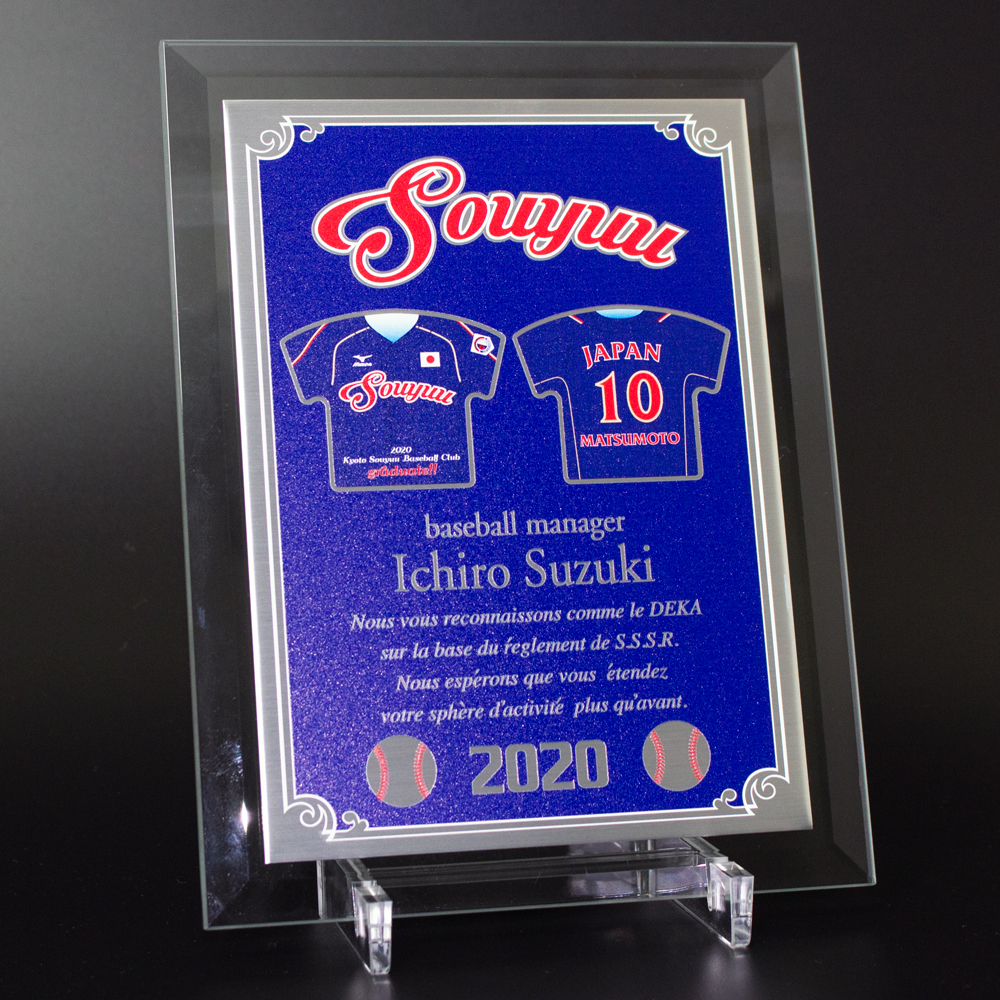 Souyuu
mizuno
Souyuu
2020
Kyoto Souyuu Baseball Club
graduate!!
JAPAN
10
MATSUMOTO
baseball manager
Ichiro Suzuki
Nous vous reconnaissons comme le DEKA
sur la base du ŕeglement de S.S.S.R.
Nous espérons que vous étendez
votre sphère d'activité plus qu'avant.
2020